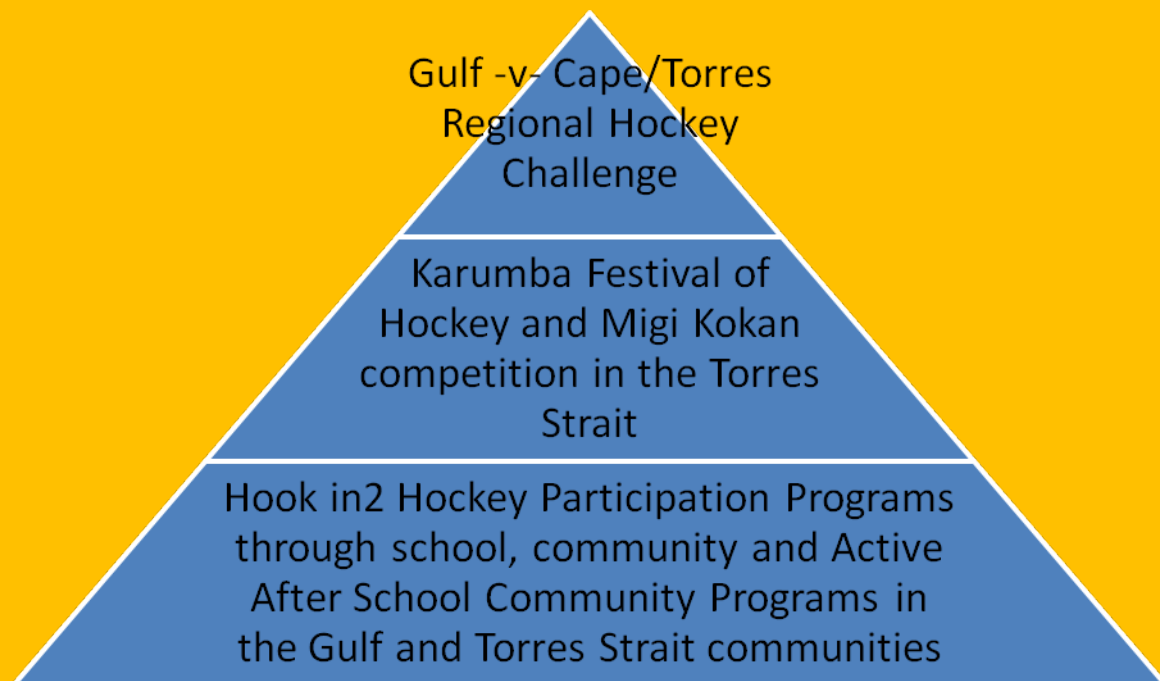 Gulf -v- Cape/Torres
Regional Hockey
Challenge
Karumba Festival of
Hockey and Migi Kokan
competition in the Torres
Strait
Hook in2 Hockey Participation Programs
through school, community and Active
After School Community Programs in
the Gulf and Torres Strait communities